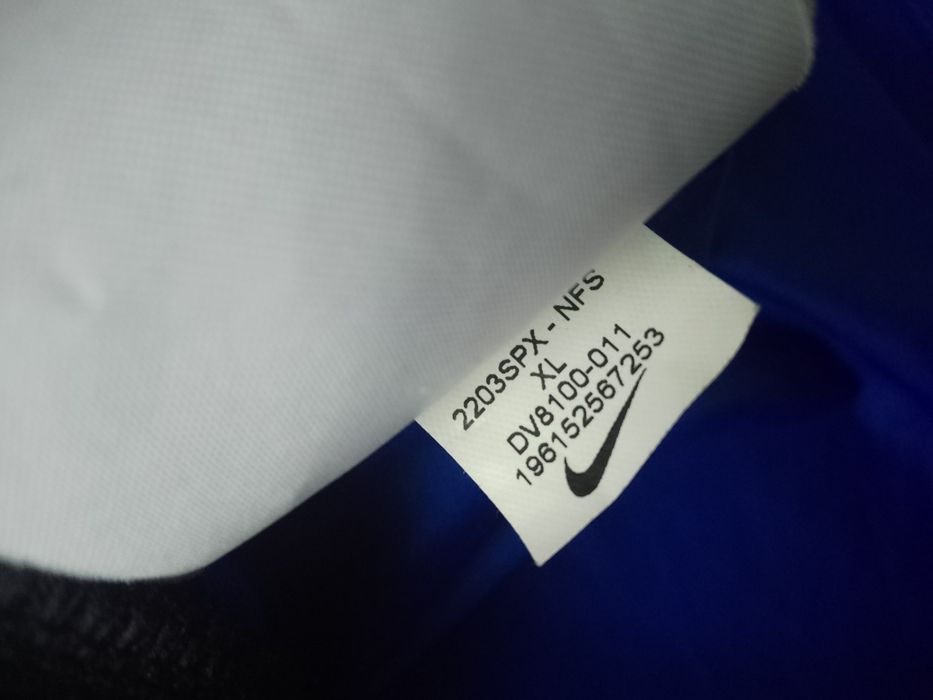 2203SPX - NFS
XL
DV8100-011
196152567253